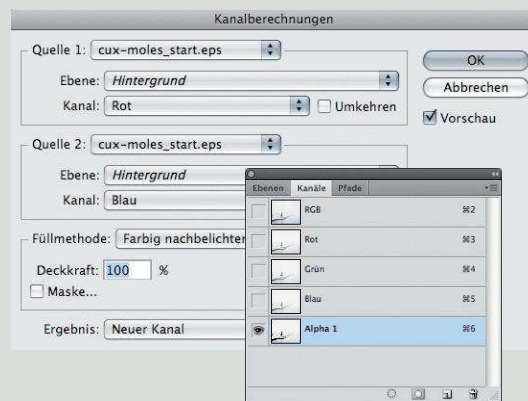 Kanalberechnungen
Quelle 1: cux-moles_start.eps
Ebene: Hintergrund
Kanal: Rot Umkehren
OK
Abbrechen
Vorschau
Quelle 2: cux-moles_start.eps
Ebene: Hintergrund
Kanal: Blau
Füllmethode: Farbig nachbelichten
Deckkraft: 100 %
Maske...
Ergebnis: Neuer Kanal
Ebenen Kanäle Pfade
RGB ⌘2
Rot ⌘3
Grün ⌘4
Blau ⌘5
Alpha 1 ⌘6